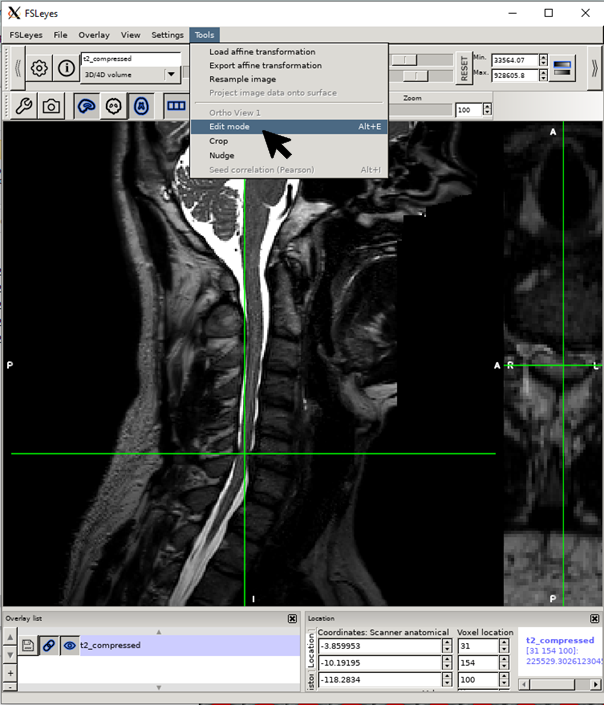 FSLeyes
FSLeyes File Overlay View Settings Tools
Load affine transformation
Export affine transformation
Resample image
Project image data onto surface
Ortho View 1
Edit mode Alt+E
Crop
Nudge
Seed correlation (Pearson) Alt+I
t2_compressed
3D/4D volume
RESET
Min. 33564.07
Max. 928605.8
Zoom
100
A
P
A
R
L
I
P
Overlay list
t2_compressed
Location
Coordinates: Scanner anatomical Voxel location
-3.859953 31
-10.19195 154
-118.2834 100
Location
t2_compressed
[31 154 100]:
225529.302612304